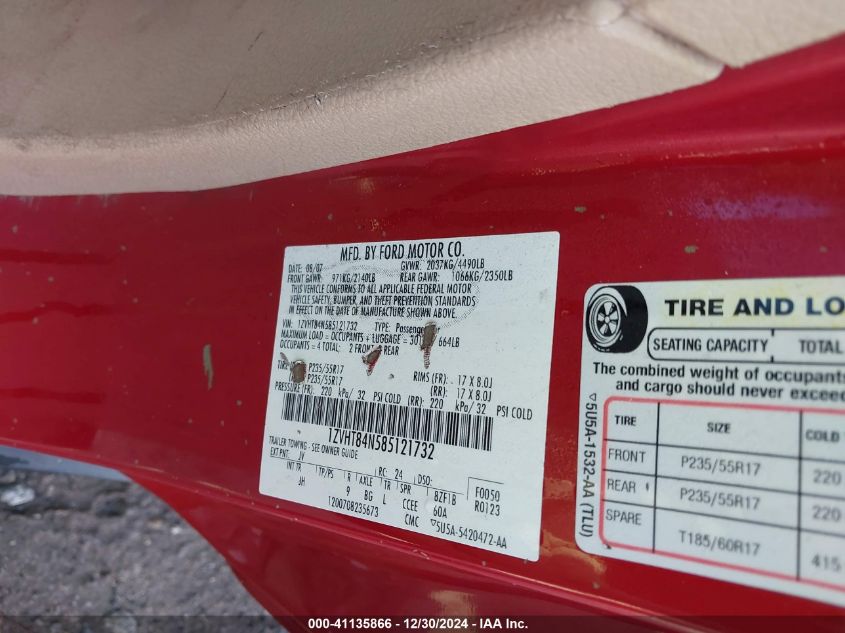 MFD. BY FORD MOTOR CO.
DATE: 08/07 GVWR: 2037KG/4490LB
FRONT GAWR: 971KG/2140LB REAR GAWR: 1066KG/2350LB
THIS VEHICLE CONFORMS TO ALL APPLICABLE FEDERAL MOTOR
VEHICLE SAFETY, BUMPER, AND THEFT PREVENTION STANDARDS
IN EFFECT ON THE DATE OF MANUFACTURE SHOWN ABOVE.
VIN: 1ZVHT84N585121732 TYPE: Passenger
MAXIMUM LOAD = OCCUPANTS + LUGGAGE = 664LB
OCCUPANTS = 4 TOTAL: 2 FRONT REAR
TIRE P235/55R17 RIMS (FR): 17 X 8.0J
P235/55R17 (RR): 17 X 8.0J
PRESSURE (FR): 220 kPa/ 32 PSI COLD (RR): 220 kPa/ 32 PSI COLD
1ZVHT84N585121732
TRAILER TOWING - SEE OWNER GUIDE
EXT PNT: JV RC: 24 DSO:
INT TR TP/PS R AXLE TR SPR F0050
JH 9 BG L CCEE BZF1B R0123
60A
1200708235673 CMC ▽5U5A-5420472-AA
TIRE AND LO
SEATING CAPACITY TOTAL
The combined weight of occupants
and cargo should never exceed
TIRE SIZE COLD
FRONT P235/55R17 220
REAR P235/55R17 220
SPARE T185/60R17 415
▽5U5A-1532-AA (TLU)
000-41135866 - 12/30/2024 - IAA Inc.